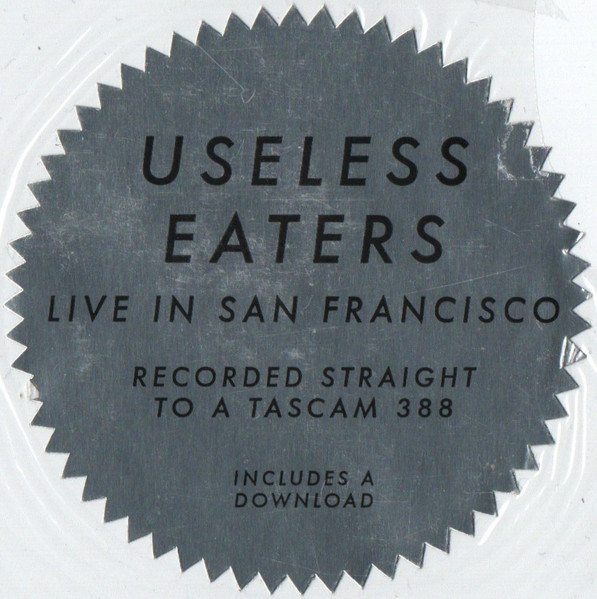 USELESS
EATERS
LIVE IN SAN FRANCISCO
RECORDED STRAIGHT
TO A TASCAM 388
INCLUDES A
DOWNLOAD